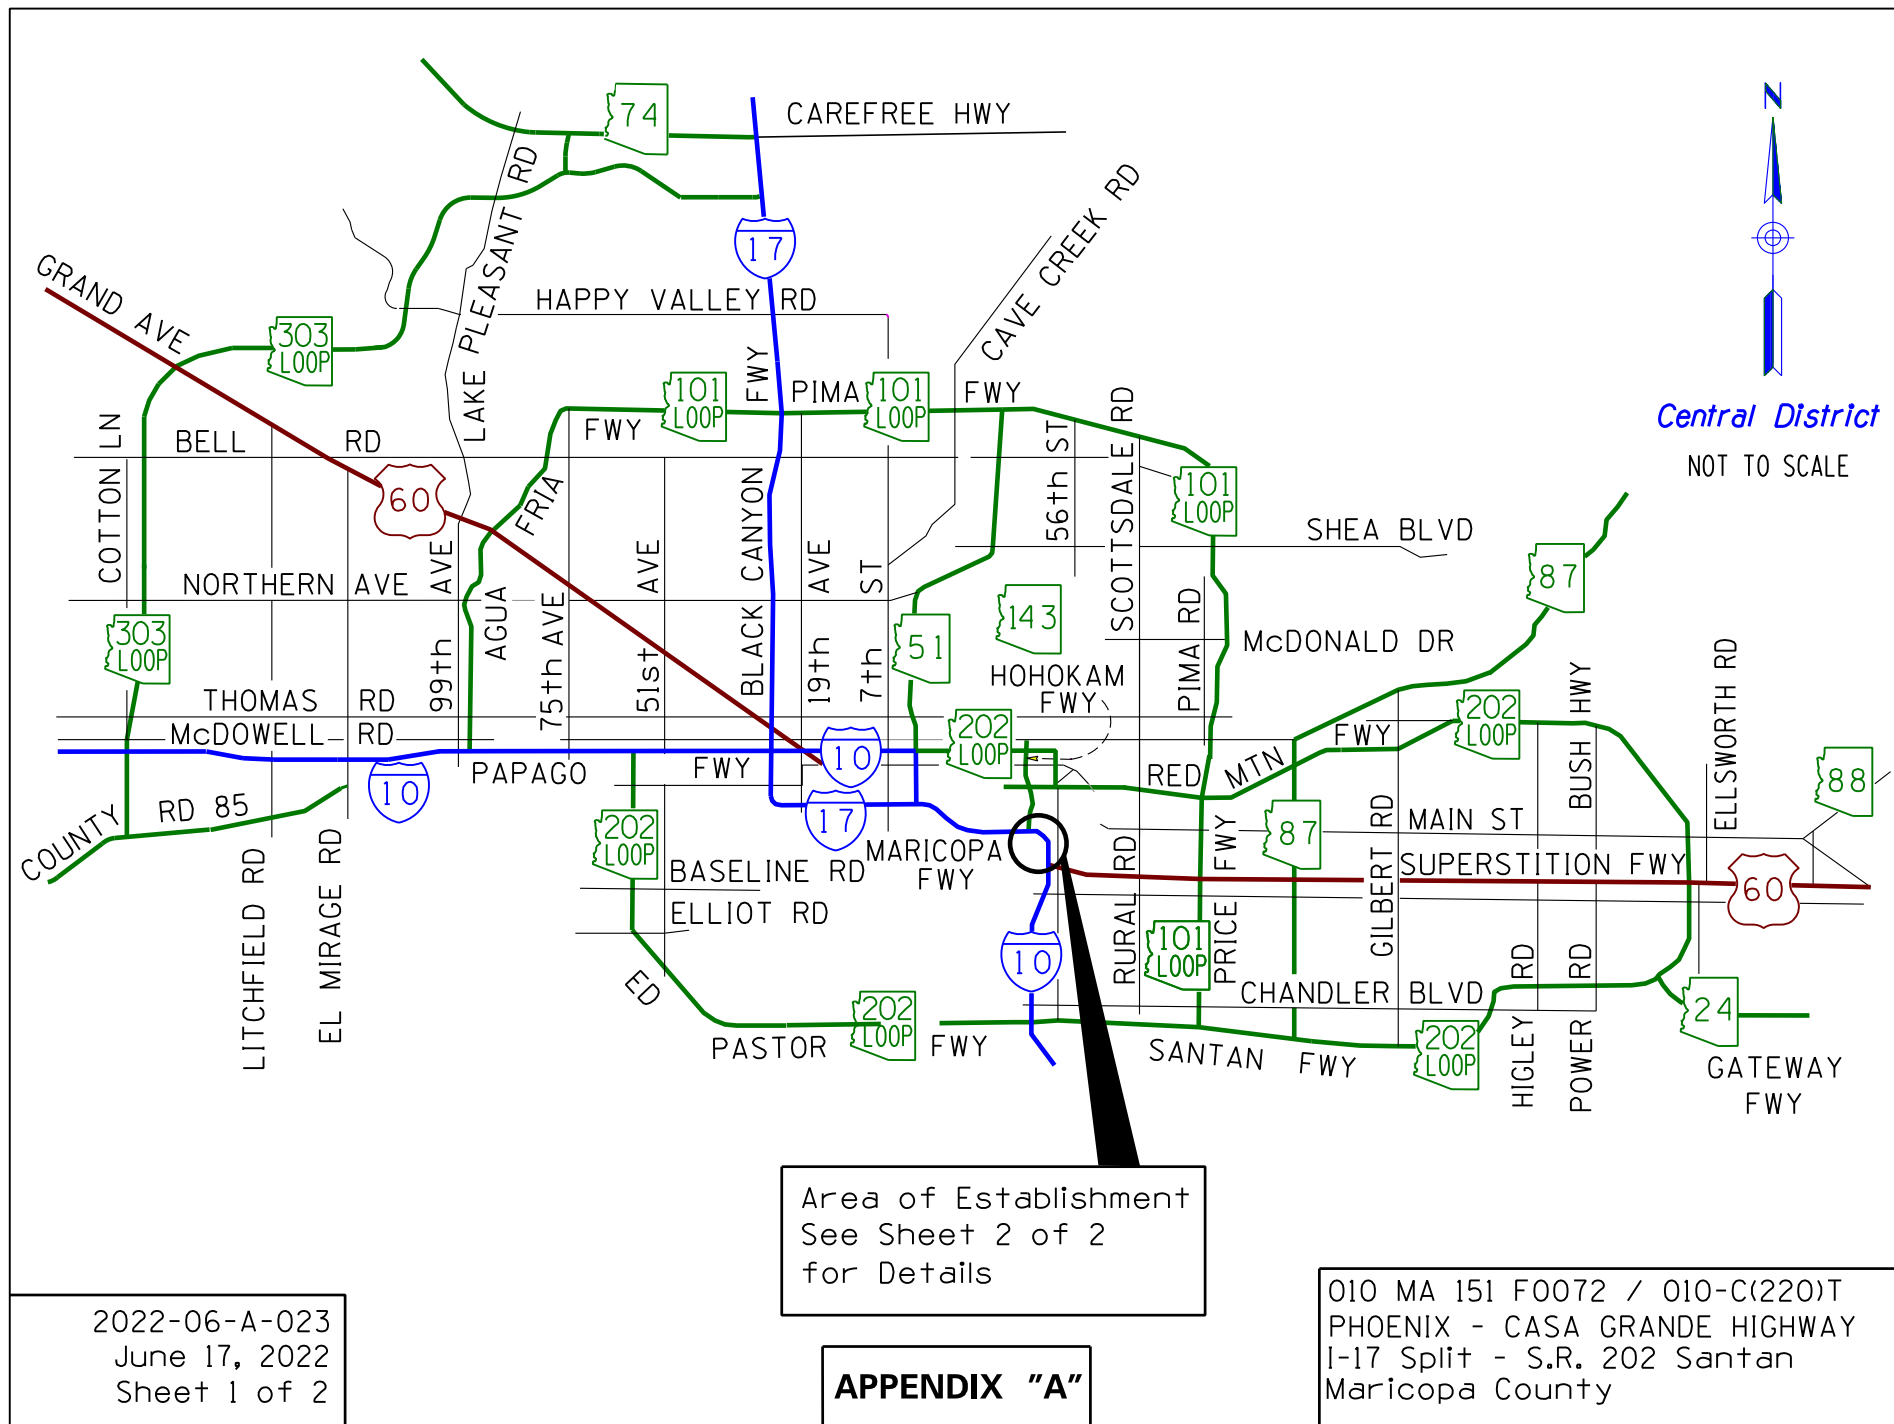 74
CAREFREE HWY
N
LAKE PLEASANT RD
17
CAVE CREEK RD
GRAND AVE
HAPPY VALLEY RD
303
LOOP
FWY
101
LOOP
PIMA
101
LOOP
FWY
Central District
NOT TO SCALE
BELL RD
FWY
COTTON LN
60
AGUA FRIA
56th ST
SCOTTSDALE RD
101
LOOP
SHEA BLVD
87
NORTHERN AVE
99th AVE
75th AVE
51st AVE
BLACK CANYON
19th AVE
7th ST
143
PIMA RD
McDONALD DR
303
LOOP
51
HOHOKAM
FWY
ELLSWORTH RD
BUSH HWY
THOMAS RD
McDOWELL RD
202
LOOP
FWY
202
LOOP
10
PAPAGO FWY
RED MTN
10
88
COUNTY RD 85
17
202
LOOP
87
MAIN ST
MARICOPA
FWY
BASELINE RD
SUPERSTITION FWY
60
ELLIOT RD
LITCHFIELD RD
EL MIRAGE RD
RURAL RD
PRICE FWY
GILBERT RD
101
LOOP
10
ED PASTOR FWY
CHANDLER BLVD
202
LOOP
SANTAN FWY
202
LOOP
HIGLEY RD
POWER RD
24
GATEWAY
FWY
Area of Establishment
See Sheet 2 of 2
for Details
2022-06-A-023
June 17, 2022
Sheet 1 of 2
APPENDIX "A"
010 MA 151 F0072 / 010-C(220)T
PHOENIX - CASA GRANDE HIGHWAY
I-17 Split - S.R. 202 Santan
Maricopa County